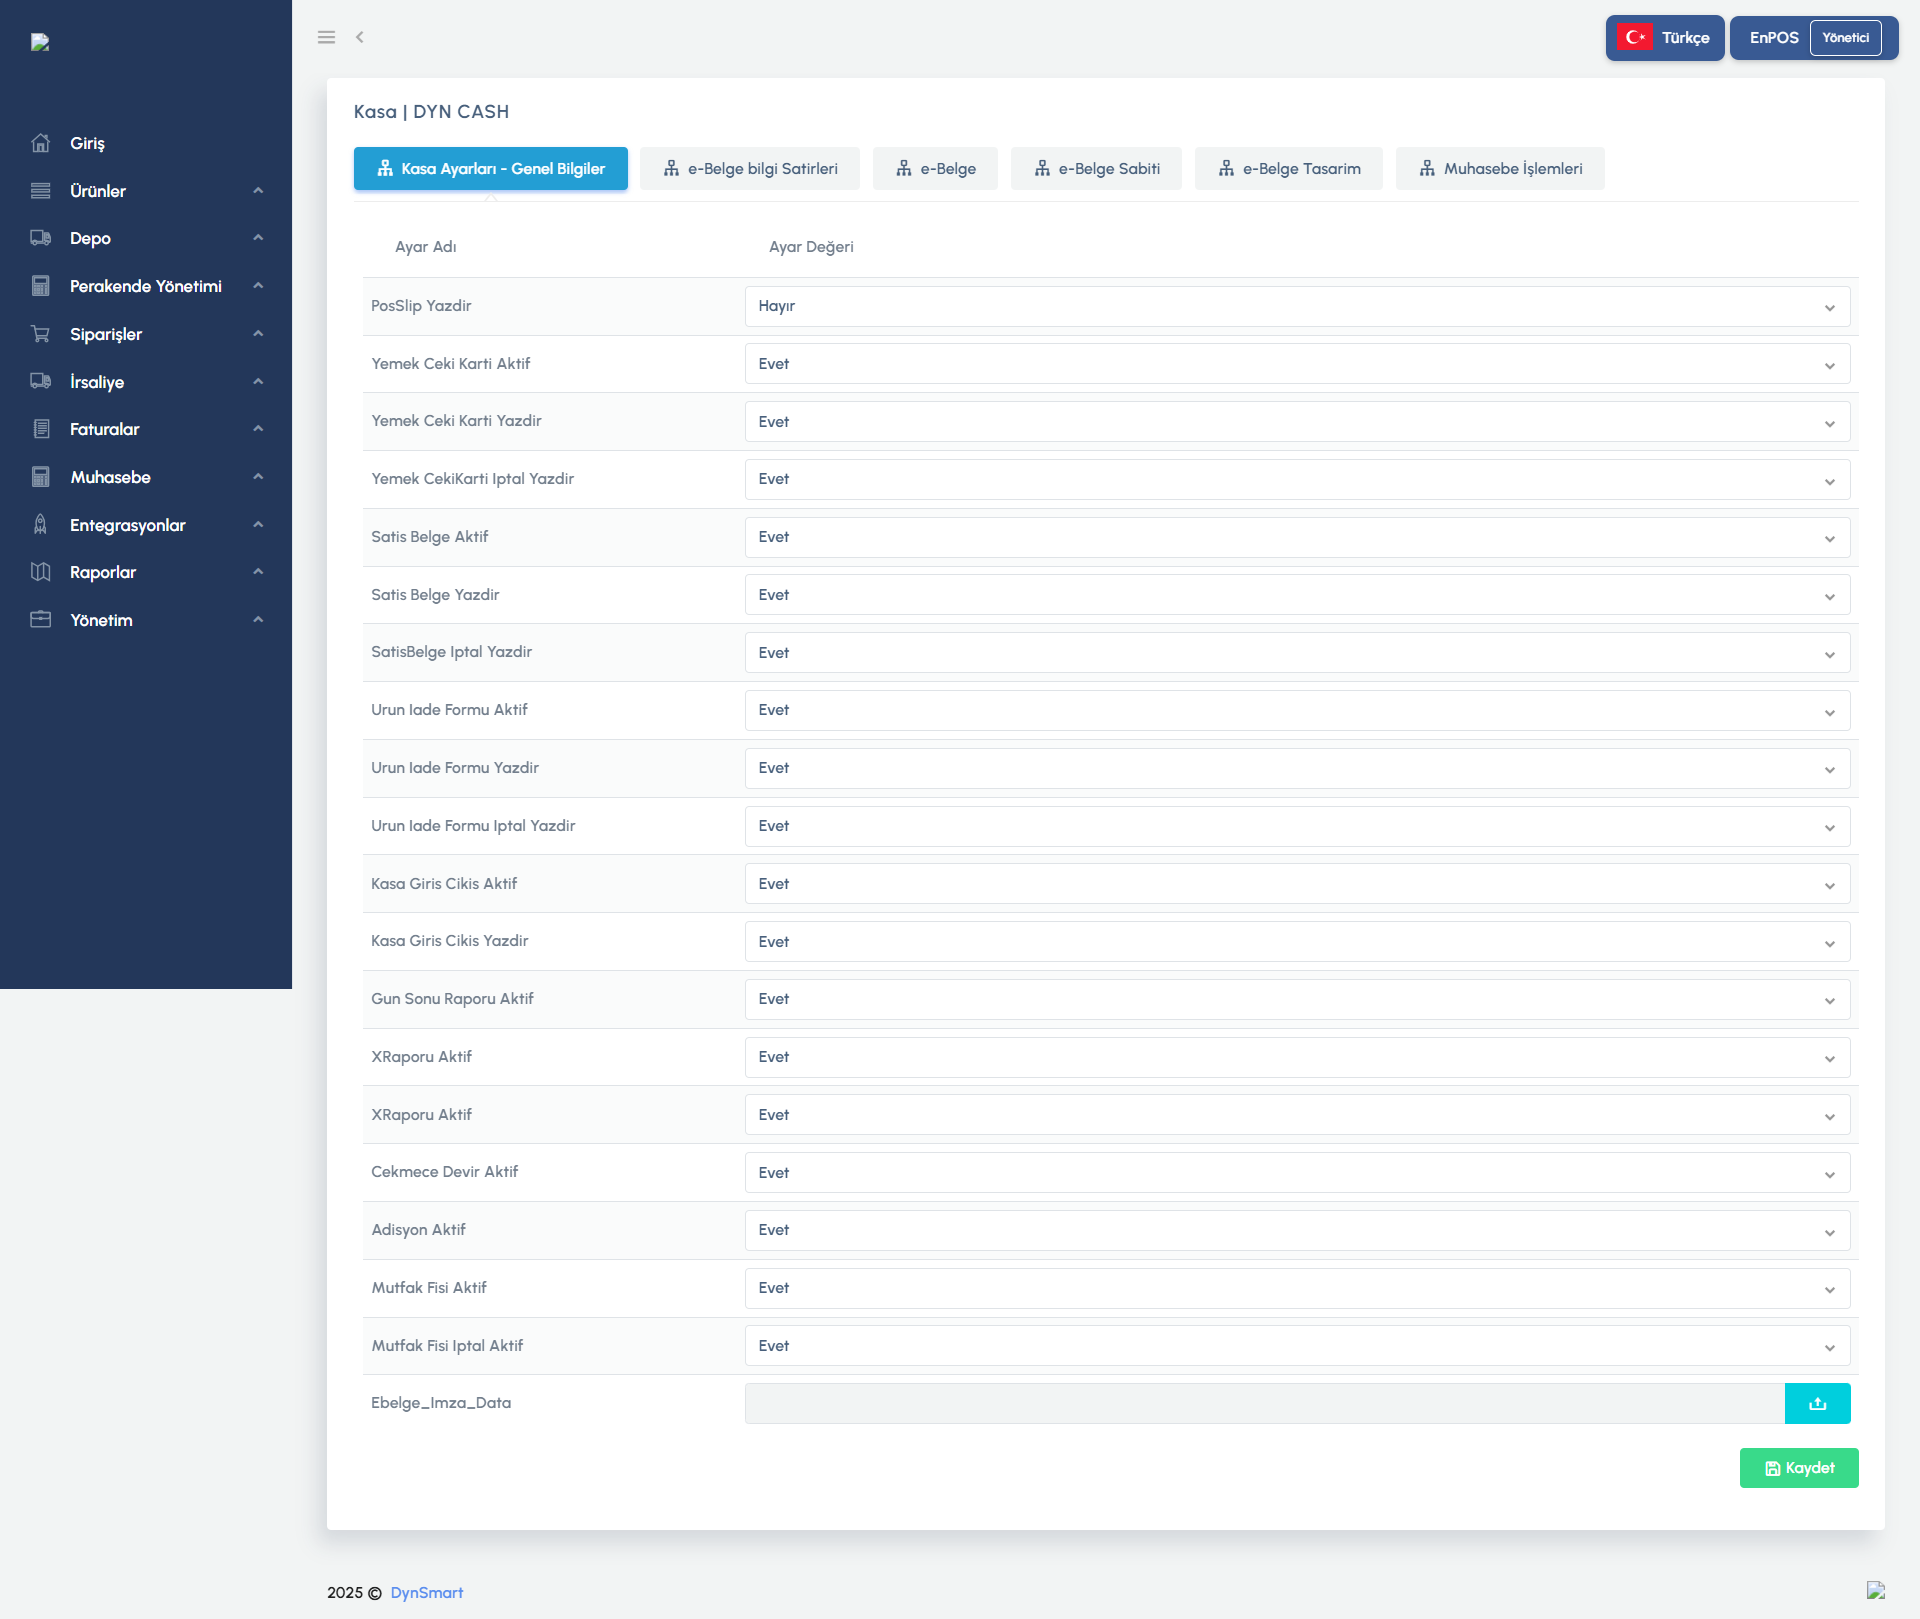 Türkçe
EnPOS Yönetici
Giriş
Ürünler
Depo
Perakende Yönetimi
Siparişler
İrsaliye
Faturalar
Muhasebe
Entegrasyonlar
Raporlar
Yönetim
Kasa | DYN CASH
Kasa Ayarları - Genel Bilgiler
e-Belge bilgi Satirleri
e-Belge
e-Belge Sabiti
e-Belge Tasarim
Muhasebe İşlemleri
Ayar Adı Ayar Değeri
PosSlip Yazdir Hayır
Yemek Ceki Karti Aktif Evet
Yemek Ceki Karti Yazdir Evet
Yemek CekiKarti Iptal Yazdir Evet
Satis Belge Aktif Evet
Satis Belge Yazdir Evet
SatisBelge Iptal Yazdir Evet
Urun Iade Formu Aktif Evet
Urun Iade Formu Yazdir Evet
Urun Iade Formu Iptal Yazdir Evet
Kasa Giris Cikis Aktif Evet
Kasa Giris Cikis Yazdir Evet
Gun Sonu Raporu Aktif Evet
XRaporu Aktif Evet
XRaporu Aktif Evet
Cekmece Devir Aktif Evet
Adisyon Aktif Evet
Mutfak Fisi Aktif Evet
Mutfak Fisi Iptal Aktif Evet
Ebelge_Imza_Data
Kaydet
2025 © DynSmart